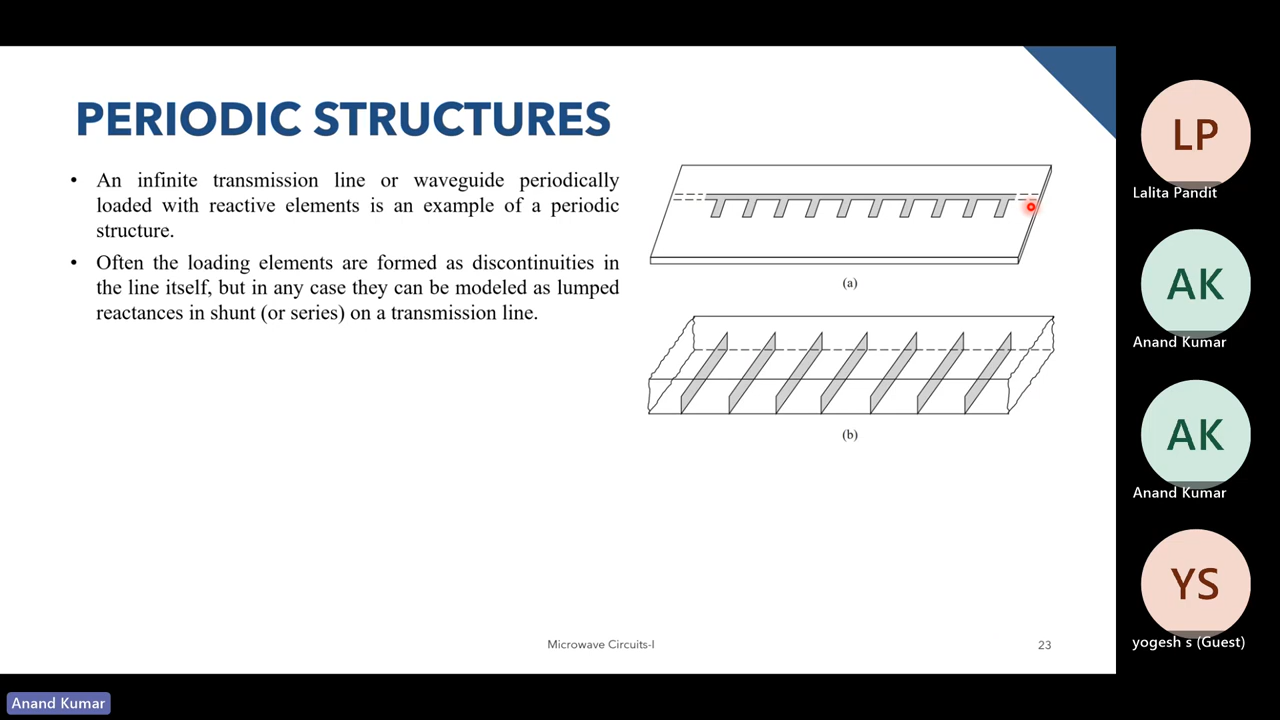 PERIODIC STRUCTURES
• An infinite transmission line or waveguide periodically
loaded with reactive elements is an example of a periodic
structure.
• Often the loading elements are formed as discontinuities in
the line itself, but in any case they can be modeled as lumped
reactances in shunt (or series) on a transmission line.
(a)
(b)
Microwave Circuits-I
23
LP
Lalita Pandit
AK
Anand Kumar
AK
Anand Kumar
YS
yogesh s (Guest)
Anand Kumar